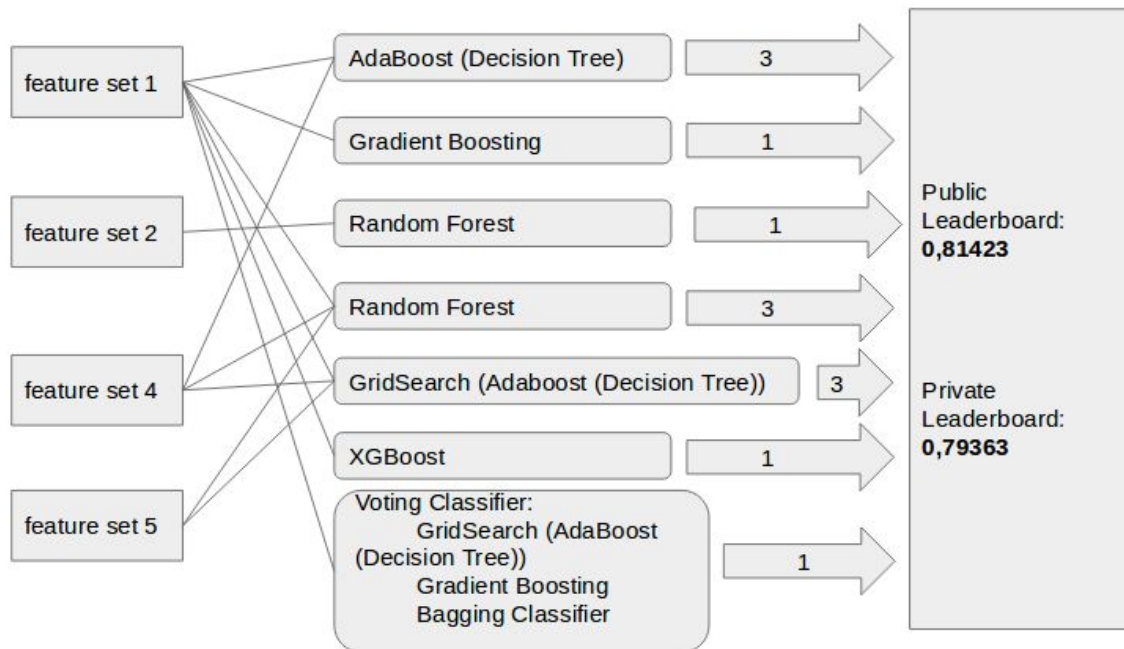 feature set 1
feature set 2
feature set 4
feature set 5
AdaBoost (Decision Tree)
3
Gradient Boosting
1
Random Forest
1
Random Forest
3
GridSearch (Adaboost (Decision Tree))
3
XGBoost
1
Voting Classifier:
GridSearch (AdaBoost
(Decision Tree))
Gradient Boosting
Bagging Classifier
1
Public
Leaderboard:
0,81423
Private
Leaderboard:
0,79363